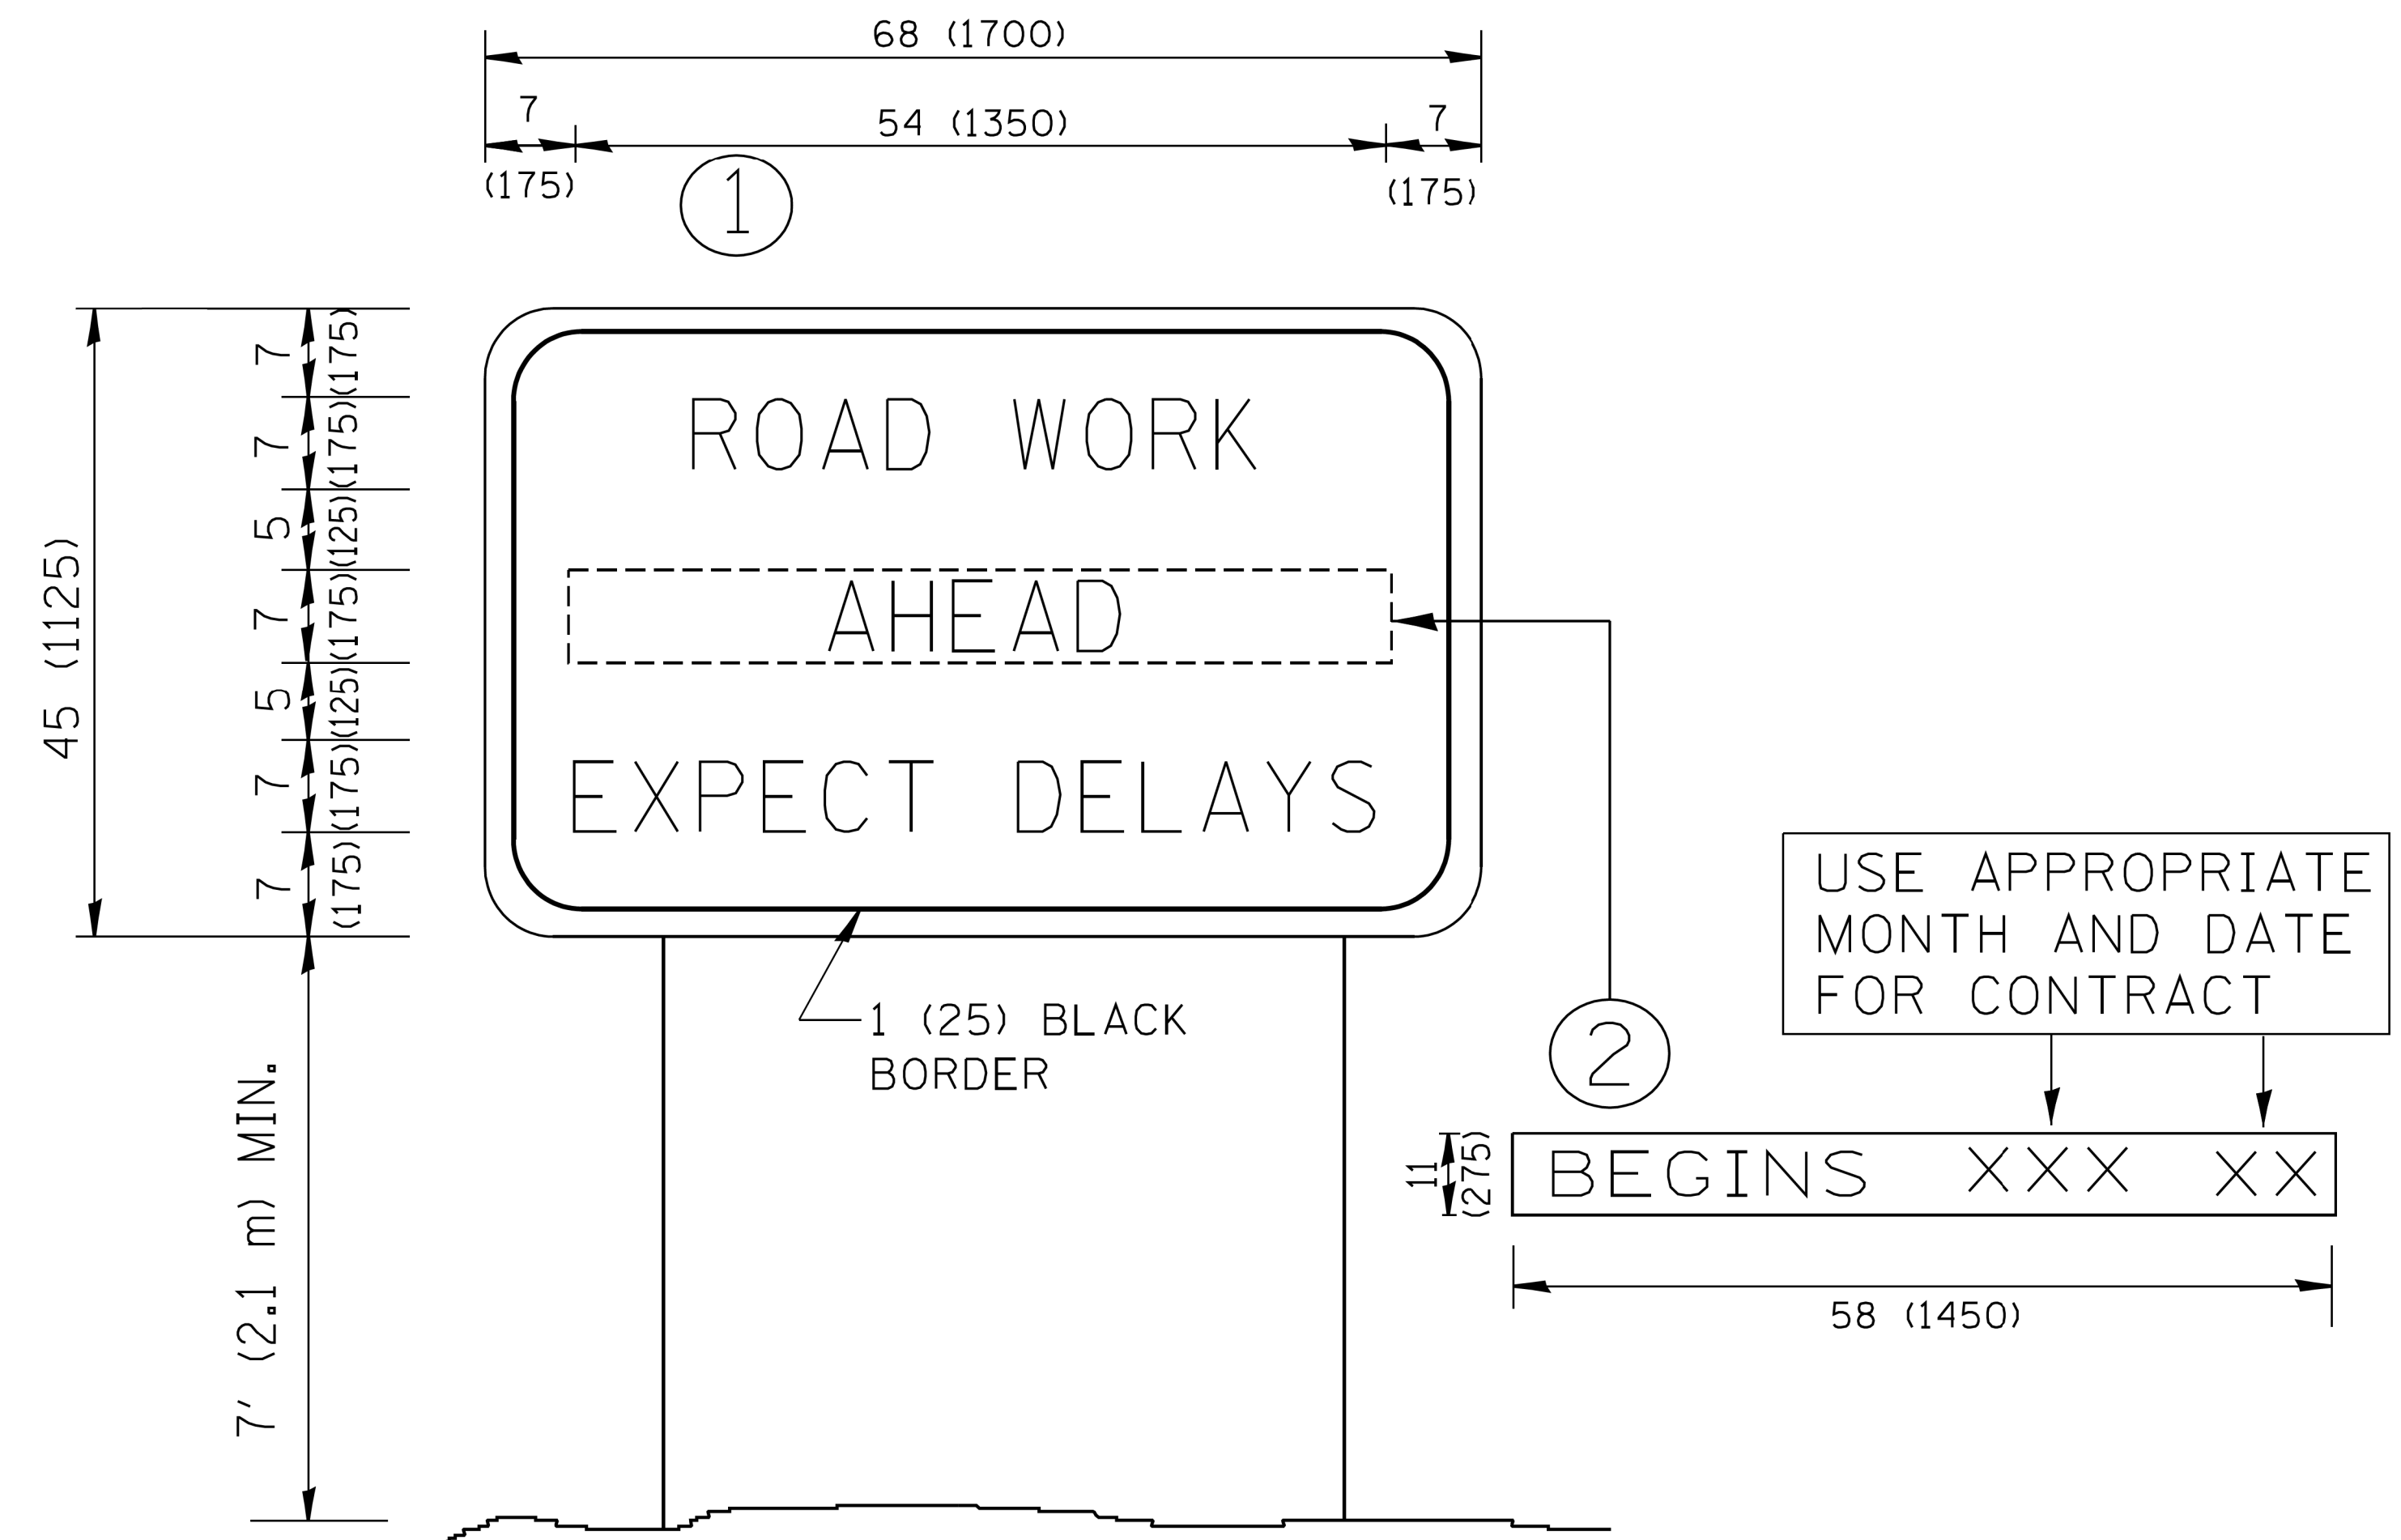 68 (1700)
7
54 (1350)
7
(175)
(175)
1
45 (1125)
7 (175)
7 (175)
5 (125)
7 (175)
5 (125)
7 (175)
7 (175)
7' (2.1 m) MIN.
ROAD WORK
AHEAD
EXPECT DELAYS
1 (25) BLACK
BORDER
2
USE APPROPRIATE
MONTH AND DATE
FOR CONTRACT
11
(275)
BEGINS XXX XX
58 (1450)